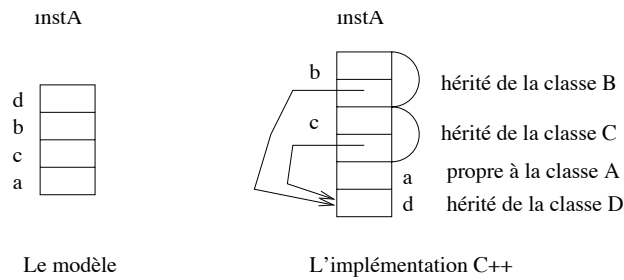 instA
d
b
c
a
Le modèle
instA
b
c
a
d
hérité de la classe B
hérité de la classe C
propre à la classe A
hérité de la classe D
L'implémentation C++